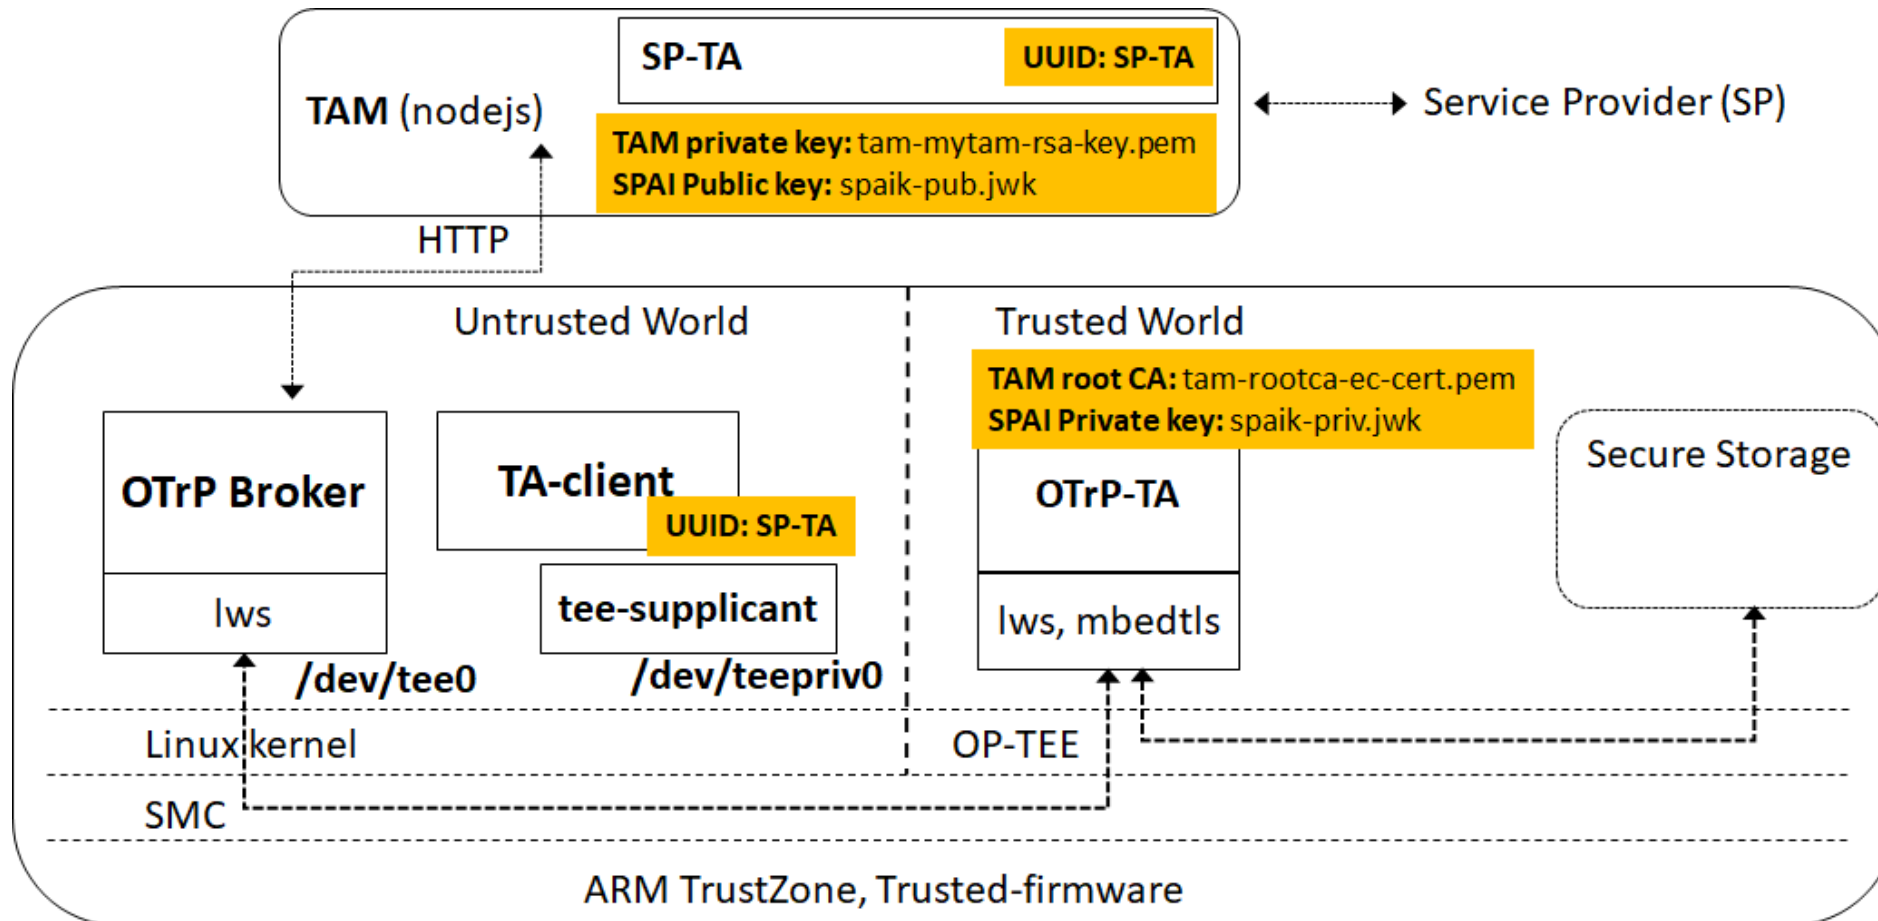 SP-TA
UUID: SP-TA
TAM (nodejs)
Service Provider (SP)
TAM private key: tam-mytam-rsa-key.pem
SPAI Public key: spaik-pub.jwk
HTTP
Untrusted World
Trusted World
TAM root CA: tam-rootca-ec-cert.pem
SPAI Private key: spaik-priv.jwk
Secure Storage
OTrP Broker
TA-client
UUID: SP-TA
OTrP-TA
lws
tee-supplicant
lws, mbedtls
/dev/tee0
/dev/teepriv0
Linux kernel
OP-TEE
SMC
ARM TrustZone, Trusted-firmware